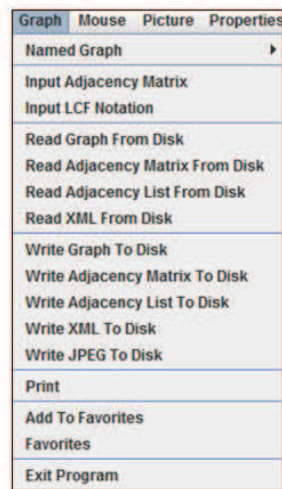 Graph Mouse Picture Properties
Named Graph
Input Adjacency Matrix
Input LCF Notation
Read Graph From Disk
Read Adjacency Matrix From Disk
Read Adjacency List From Disk
Read XML From Disk
Write Graph To Disk
Write Adjacency Matrix To Disk
Write Adjacency List To Disk
Write XML To Disk
Write JPEG To Disk
Print
Add To Favorites
Favorites
Exit Program